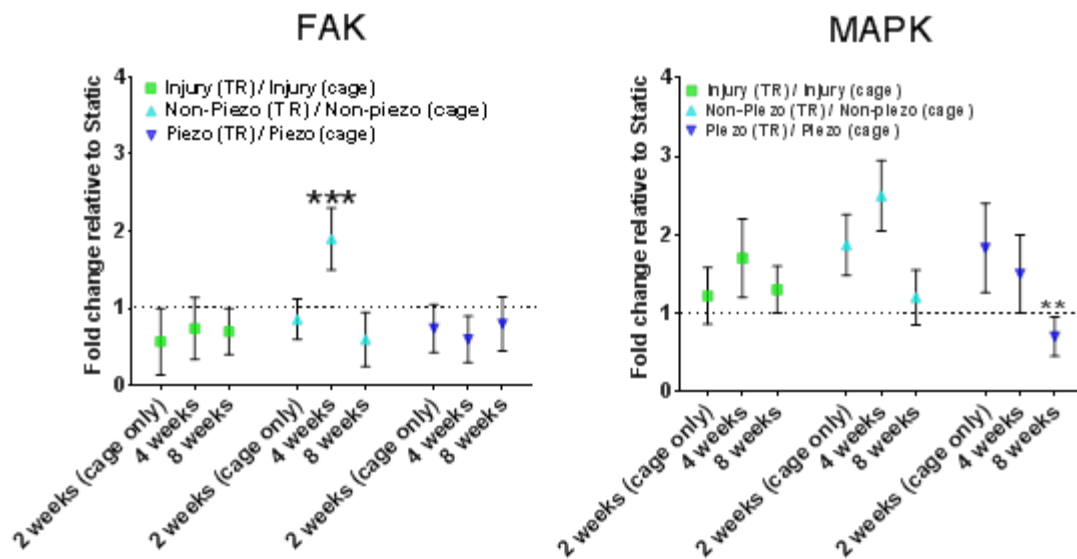 FAK
Fold change relative to Static
4
3
2
1
0
Injury (TR) / Injury (cage)
Non-Piezo (TR) / Non-piezo (cage)
Piezo (TR) / Piezo (cage)
***
2 weeks (cage only)
4 weeks
8 weeks
2 weeks (cage only)
4 weeks
8 weeks
2 weeks (cage only)
4 weeks
8 weeks
MAPK
Fold change relative to Static
4
3
2
1
0
Injury (TR) / Injury (cage)
Non-Piezo (TR) / Non-piezo (cage)
Piezo (TR) / Piezo (cage)
**
2 weeks (cage only)
4 weeks
8 weeks
2 weeks (cage only)
4 weeks
8 weeks
2 weeks (cage only)
4 weeks
8 weeks